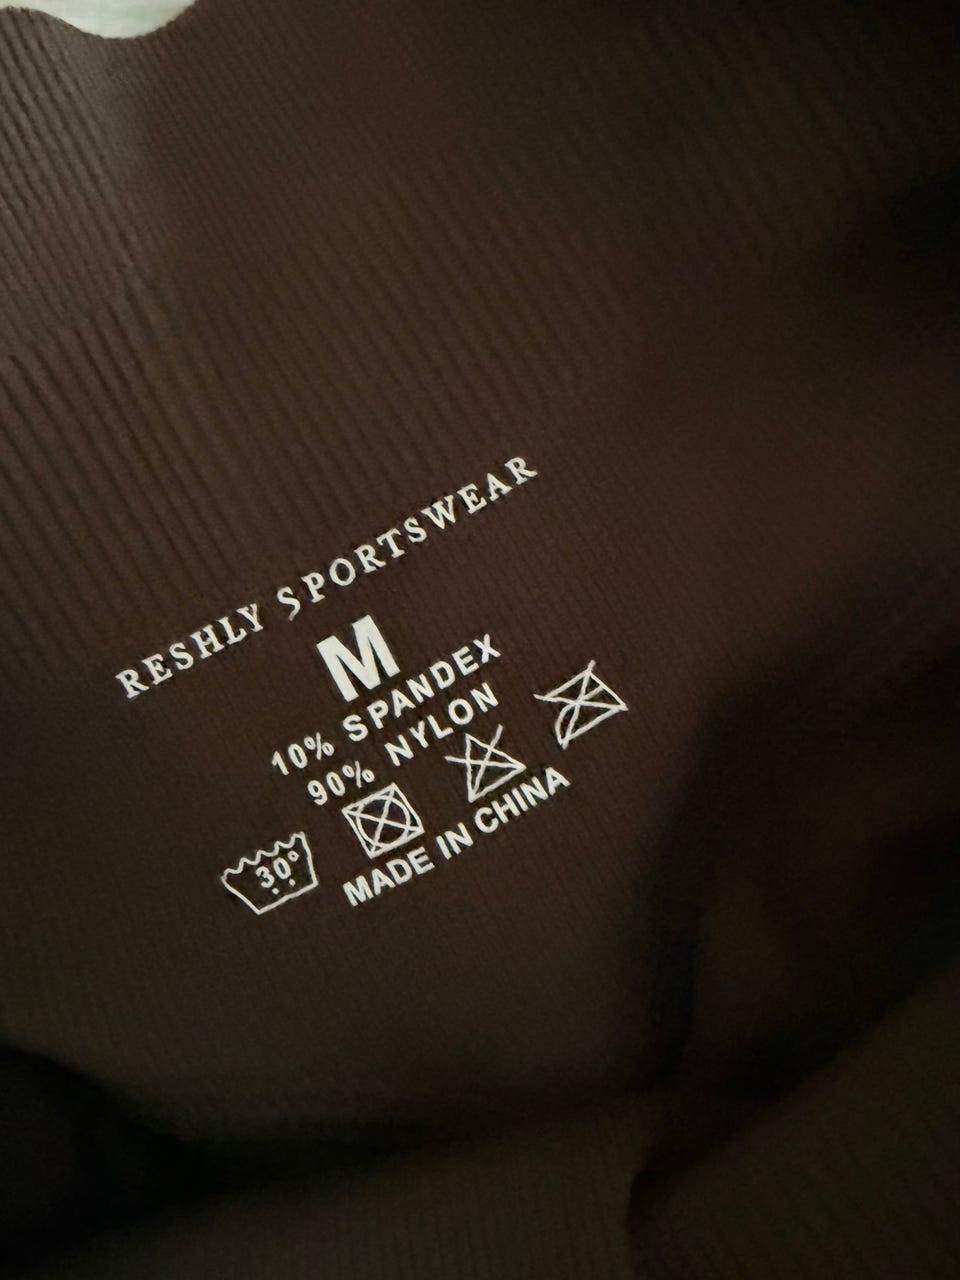 RESHLY SPORTSWEAR
M
10% SPANDEX
90% NYLON
30°
MADE IN CHINA